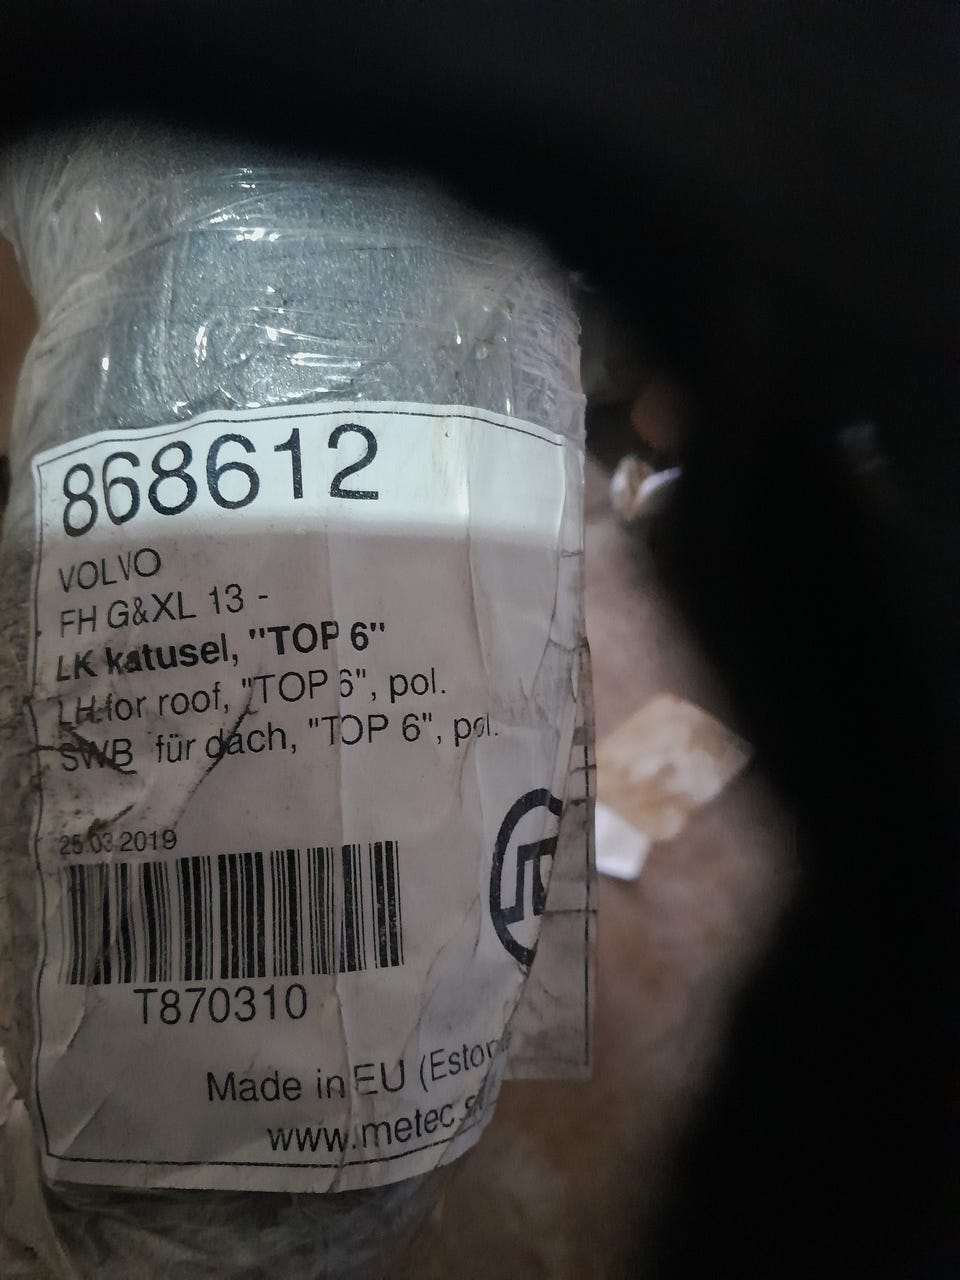 868612
VOLVO
FH G&XL 13 -
LK katusel, "TOP 6"
LH for roof, "TOP 6", pol.
SWB für dach, "TOP 6", pol.
25.03.2019
T870310
Made in EU
www.metec